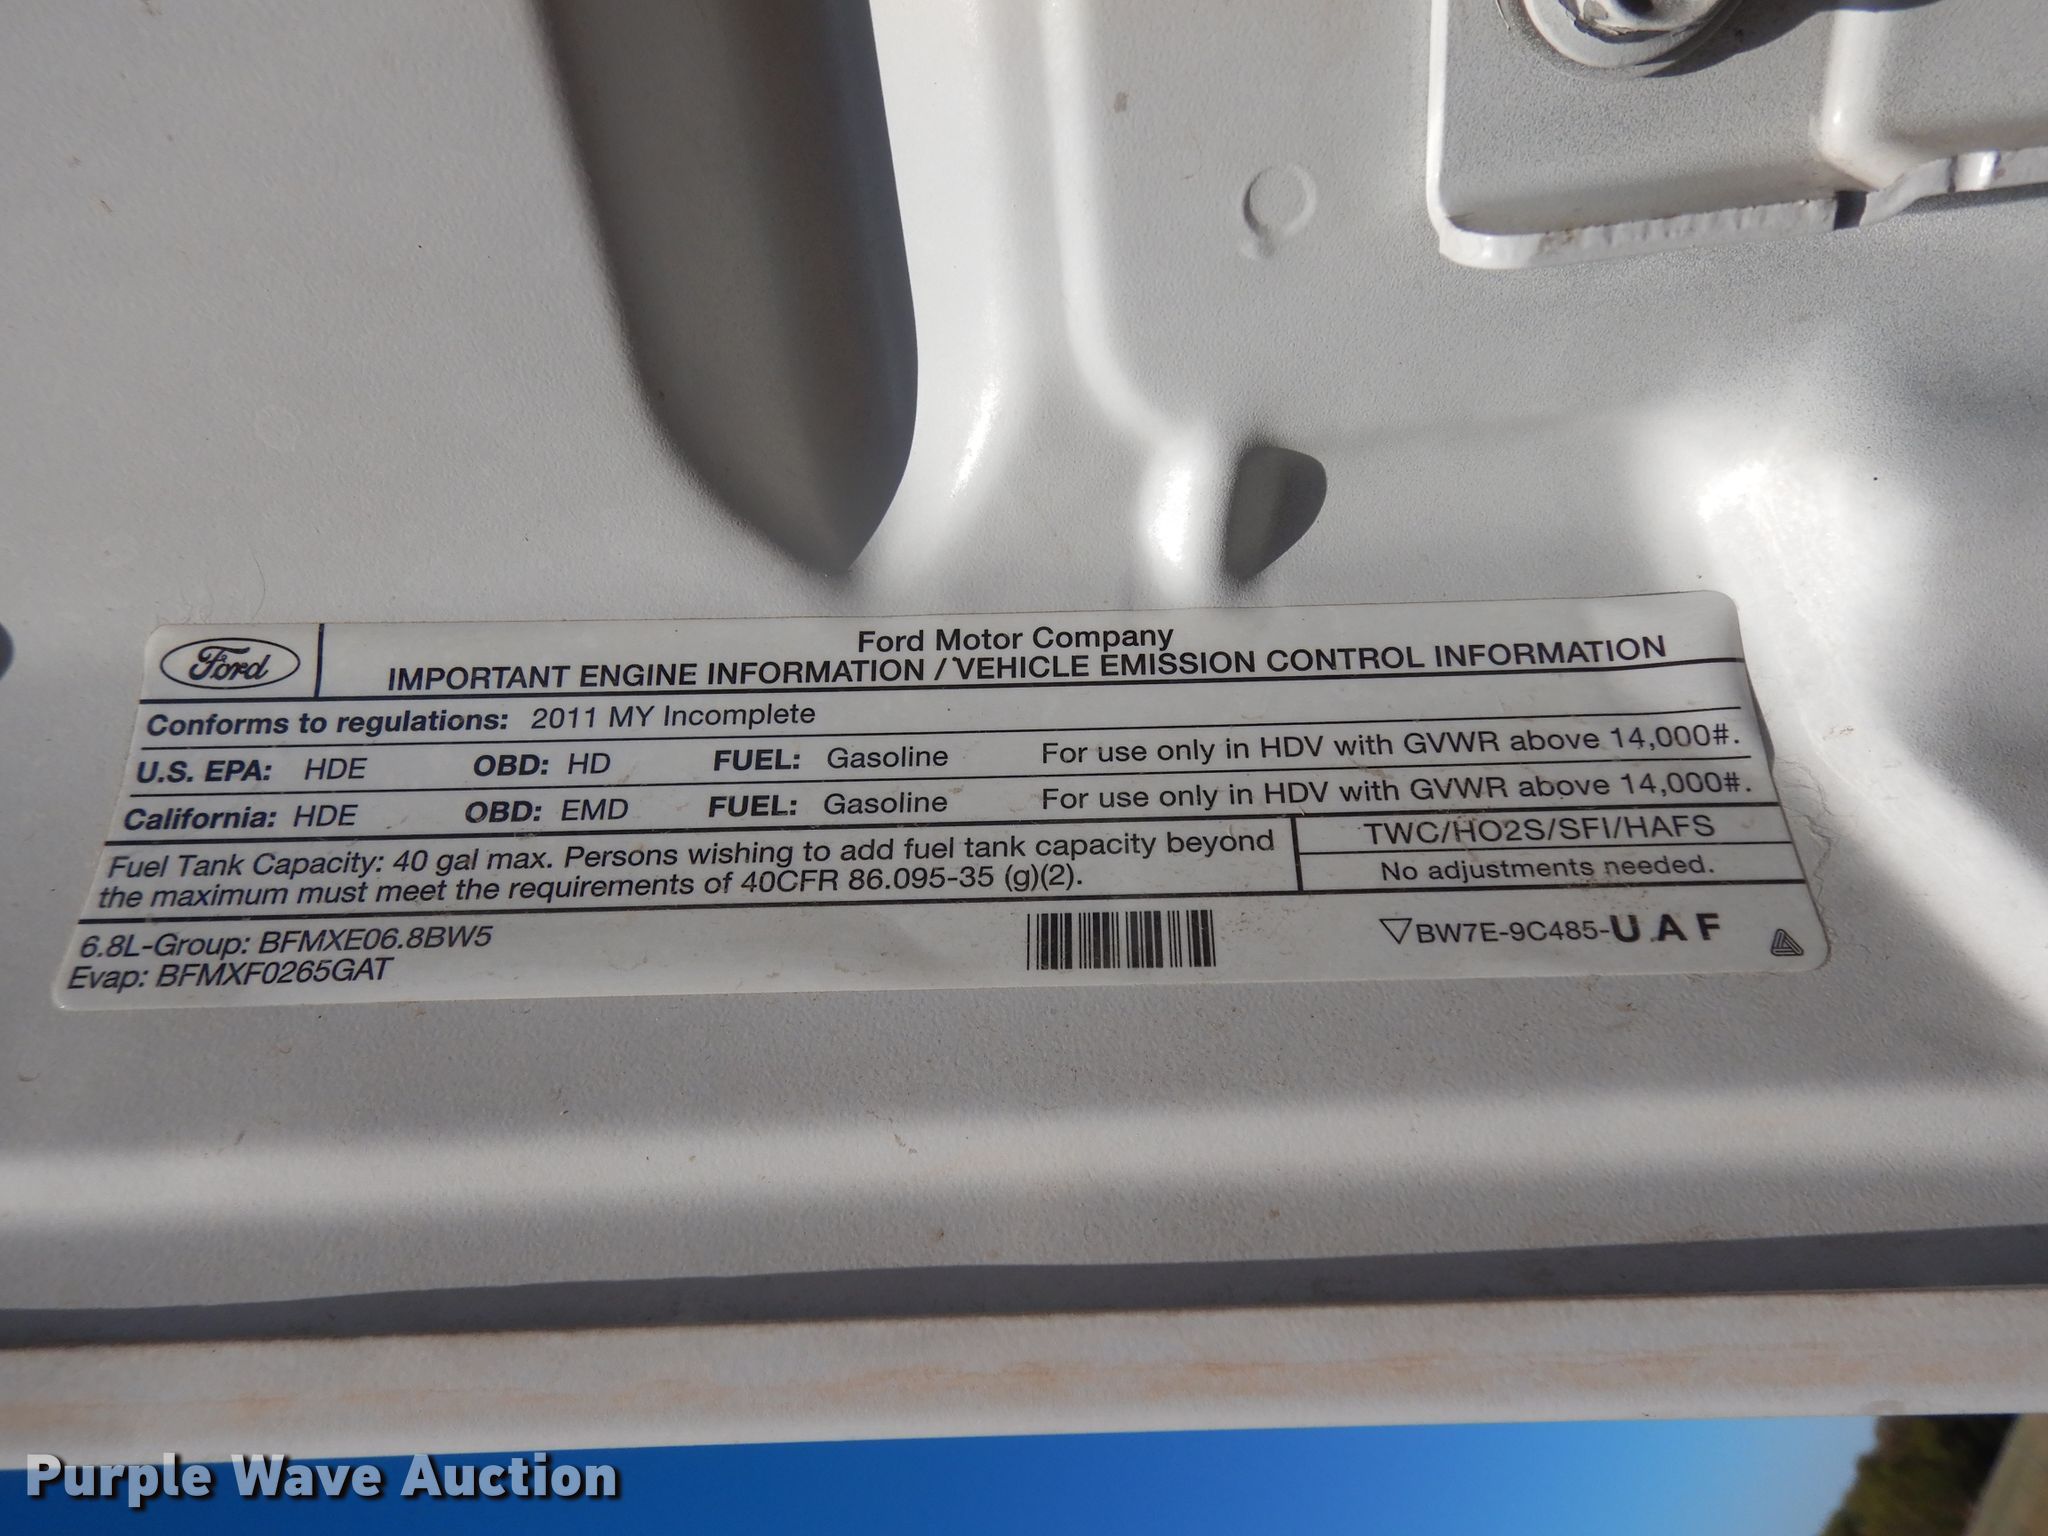 Ford
Ford Motor Company
IMPORTANT ENGINE INFORMATION / VEHICLE EMISSION CONTROL INFORMATION
Conforms to regulations: 2011 MY Incomplete
U.S. EPA: HDE OBD: HD FUEL: Gasoline For use only in HDV with GVWR above 14,000#.
California: HDE OBD: EMD FUEL: Gasoline For use only in HDV with GVWR above 14,000#.
Fuel Tank Capacity: 40 gal max. Persons wishing to add fuel tank capacity beyond
the maximum must meet the requirements of 40CFR 86.095-35 (g)(2).
TWC/HO2S/SFI/HAFS
No adjustments needed.
6.8L-Group: BFMXE06.8BW5
Evap: BFMXF0265GAT
BW7E-9C485-UAF
Purple Wave Auction